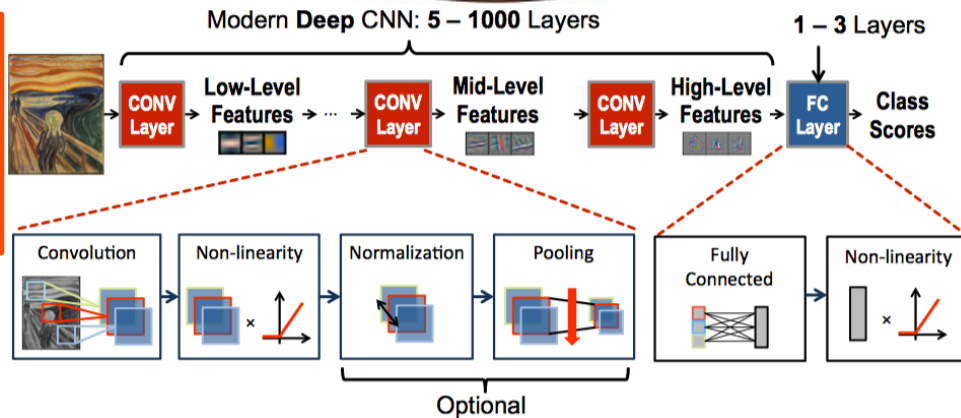 Modern Deep CNN: 5 – 1000 Layers
1 – 3 Layers
CONV
Layer
Low-Level
Features
...
CONV
Layer
Mid-Level
Features
CONV
Layer
High-Level
Features
FC
Layer
Class
Scores
Convolution
Non-linearity
×
Normalization
Pooling
Optional
Fully
Connected
Non-linearity
×